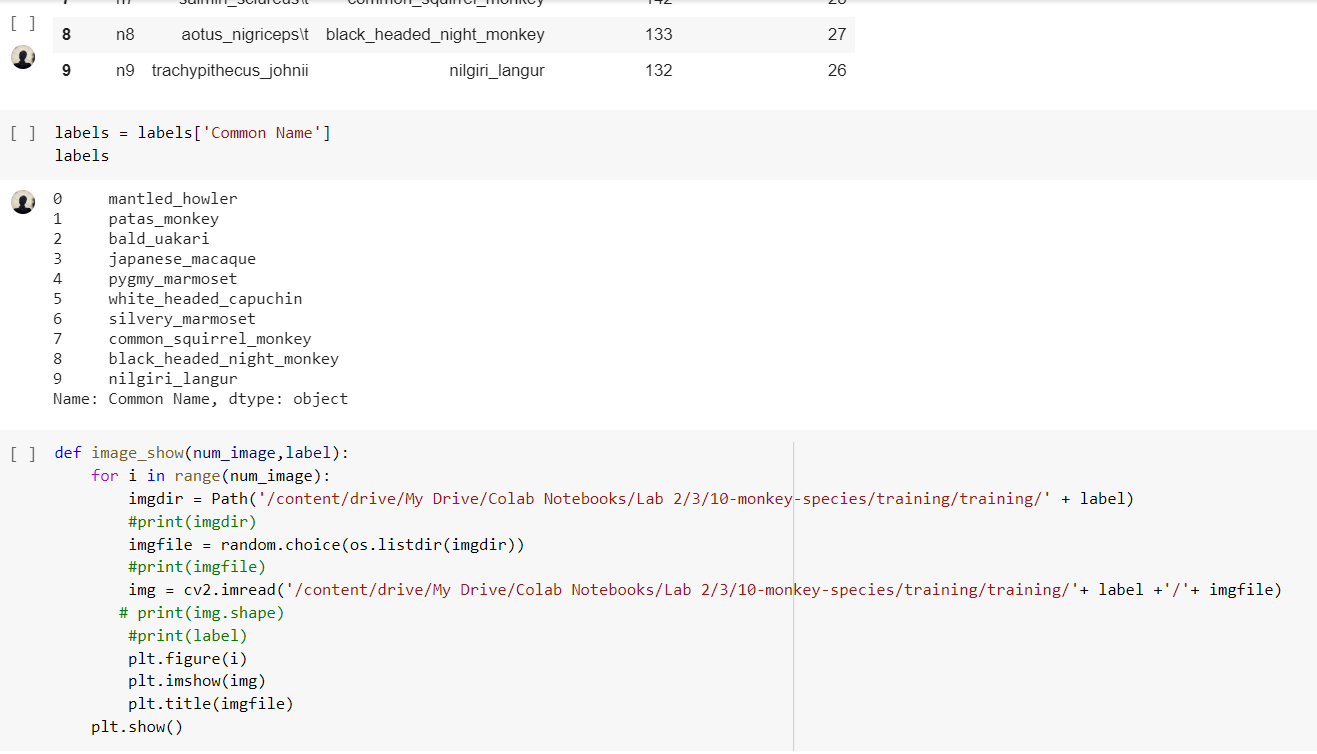 7 n7 saimiri_sciureus\t common_squirrel_monkey 142 28
[ ]
8 n8 aotus_nigriceps\t black_headed_night_monkey 133 27
9 n9 trachypithecus_johnii nilgiri_langur 132 26
[ ] labels = labels['Common Name']
labels
0 mantled_howler
1 patas_monkey
2 bald_uakari
3 japanese_macaque
4 pygmy_marmoset
5 white_headed_capuchin
6 silvery_marmoset
7 common_squirrel_monkey
8 black_headed_night_monkey
9 nilgiri_langur
Name: Common Name, dtype: object
[ ] def image_show(num_image,label):
for i in range(num_image):
imgdir = Path('/content/drive/My Drive/Colab Notebooks/Lab 2/3/10-monkey-species/training/training/' + label)
#print(imgdir)
imgfile = random.choice(os.listdir(imgdir))
#print(imgfile)
img = cv2.imread('/content/drive/My Drive/Colab Notebooks/Lab 2/3/10-monkey-species/training/training/'+ label +'/'+ imgfile)
# print(img.shape)
#print(label)
plt.figure(i)
plt.imshow(img)
plt.title(imgfile)
plt.show()